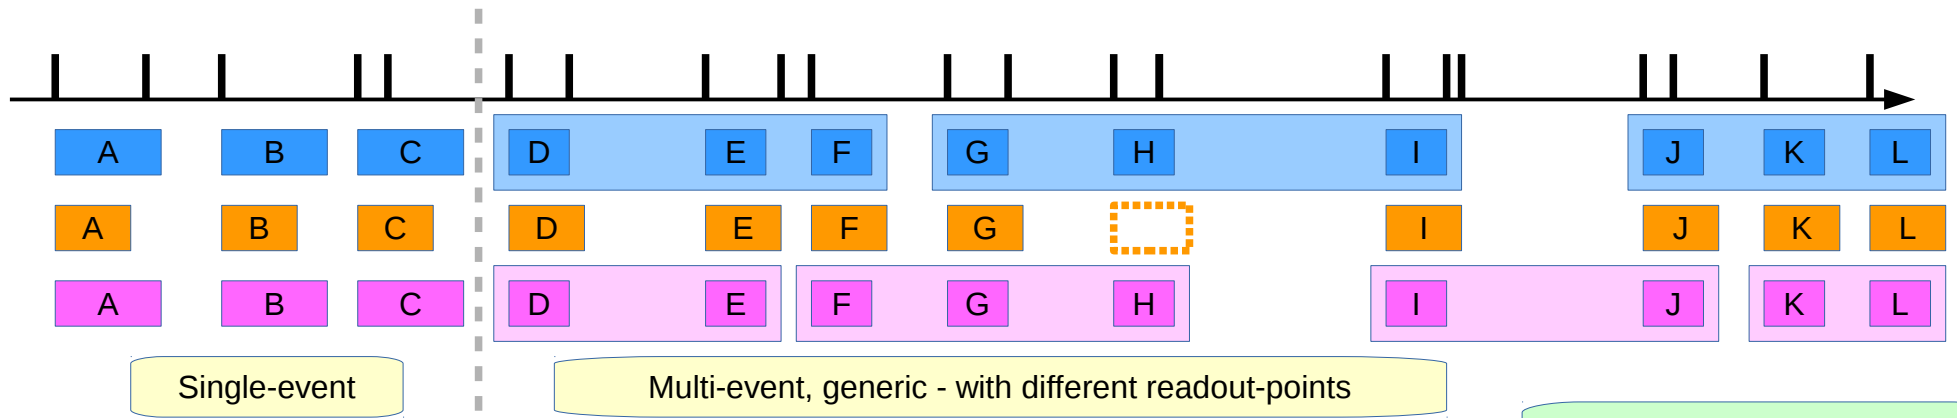 A B C D E F G H I J K L
A B C D E F G I J K L
A B C D E F G H I J K L
Single-event Multi-event, generic - with different readout-points